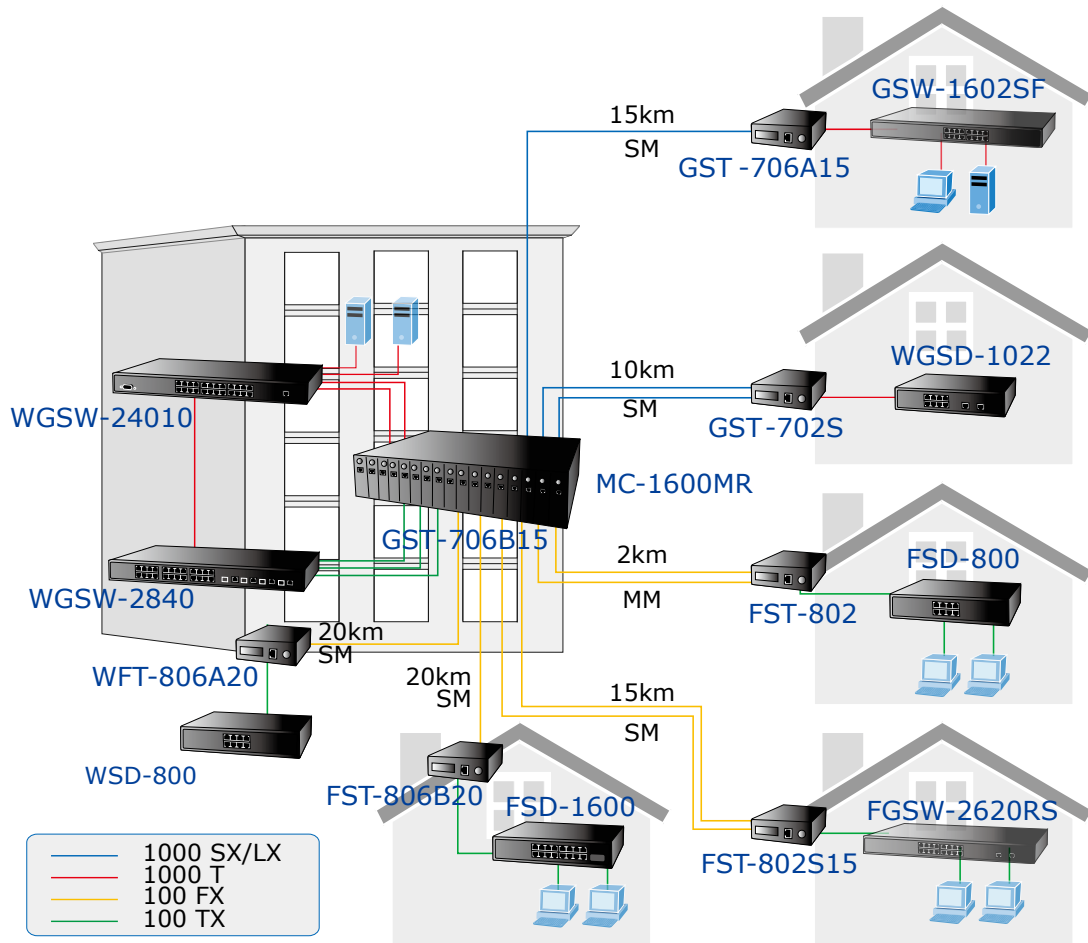 GSW-1602SF
15km
SM
GST -706A15
WGSD-1022
10km
SM
GST-702S
WGSW-24010
MC-1600MR
GST-706B15
2km
MM
FSD-800
FST-802
WGSW-2840
20km
SM
WFT-806A20
20km
SM
15km
SM
WSD-800
FST-806B20
FSD-1600
FGSW-2620RS
FST-802S15
1000 SX/LX
1000 T
100 FX
100 TX